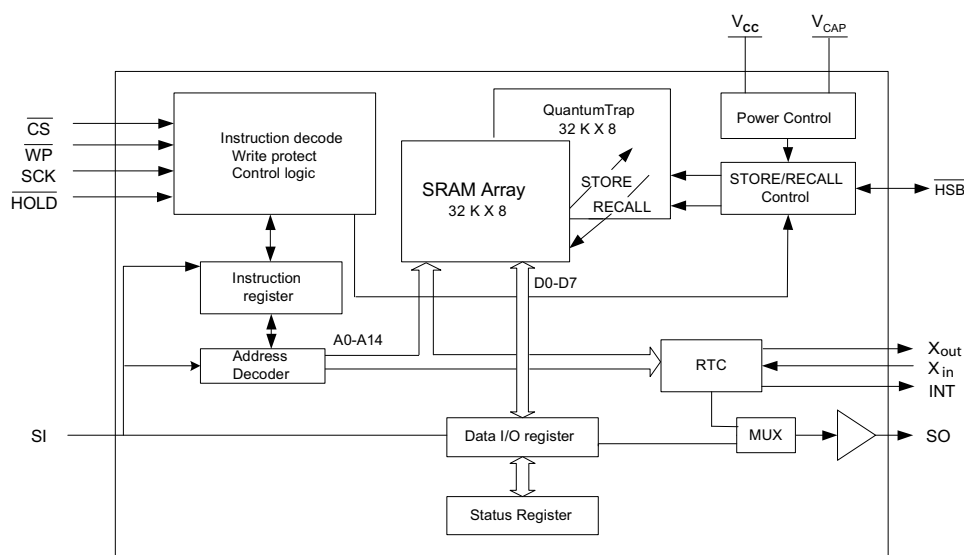 VCC
VCAP
QuantumTrap
32 K X 8
Power Control
CS
WP
SCK
HOLD
Instruction decode
Write protect
Control logic
SRAM Array
32 K X 8
STORE
RECALL
STORE/RECALL
Control
HSB
Instruction
register
D0-D7
A0-A14
Address
Decoder
RTC
Xout
Xin
INT
SI
Data I/O register
MUX
SO
Status Register